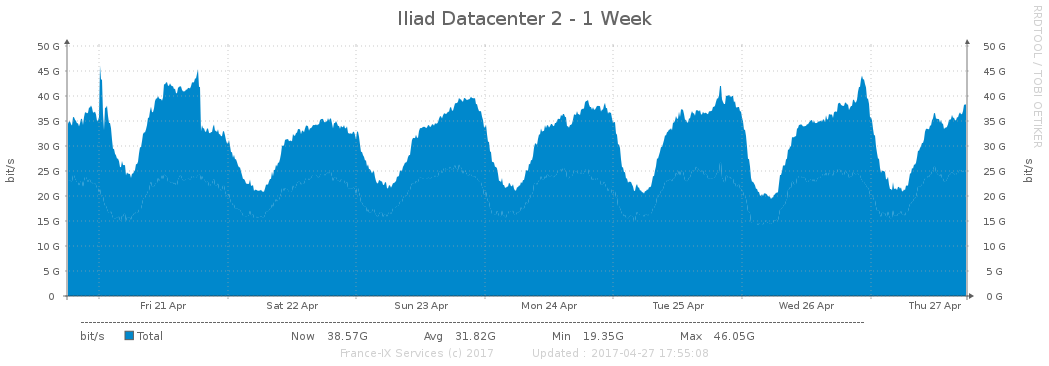 Iliad Datacenter 2 - 1 Week
RRDTOOL / TOBI OETIKER
50 G 50 G
45 G 45 G
40 G 40 G
35 G 35 G
30 G 30 G
25 G 25 G
20 G 20 G
15 G 15 G
10 G 10 G
5 G 5 G
0 0 G
bit/s bit/s
Fri 21 Apr Sat 22 Apr Sun 23 Apr Mon 24 Apr Tue 25 Apr Wed 26 Apr Thu 27 Apr
bit/s Total Now 38.57G Avg 31.82G Min 19.35G Max 46.05G
France-IX Services (c) 2017 Updated : 2017-04-27 17:55:08